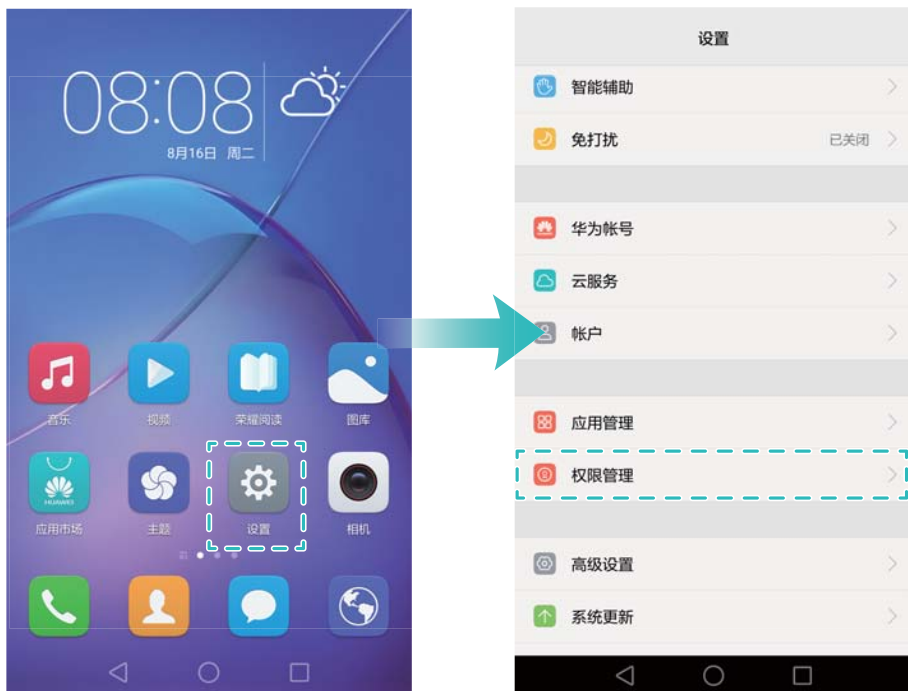 08:08
8月16日 周二
音乐
视频
荣耀阅读
图库
HUAWEI
应用市场
主题
设置
相机
设置
智能辅助
免打扰
已关闭
华为帐号
云服务
帐户
应用管理
权限管理
高级设置
系统更新